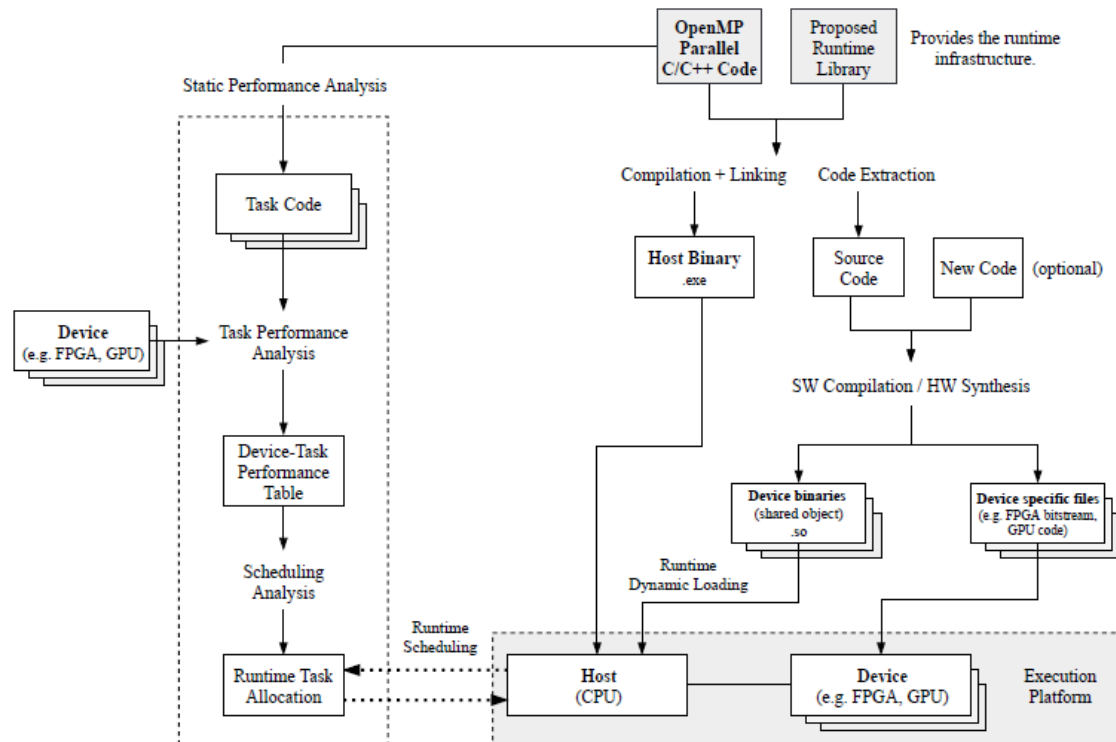 OpenMP
Parallel
C/C++ Code
Proposed
Runtime
Library
Provides the runtime
infrastructure.
Static Performance Analysis
Compilation + Linking
Code Extraction
Task Code
Host Binary
.exe
Source
Code
New Code
(optional)
Device
(e.g. FPGA, GPU)
Task Performance
Analysis
SW Compilation / HW Synthesis
Device-Task
Performance
Table
Device binaries
(shared object)
.so
Device specific files
(e.g. FPGA bitstream,
GPU code)
Scheduling
Analysis
Runtime
Dynamic Loading
Runtime
Scheduling
Runtime Task
Allocation
Host
(CPU)
Device
(e.g. FPGA, GPU)
Execution
Platform